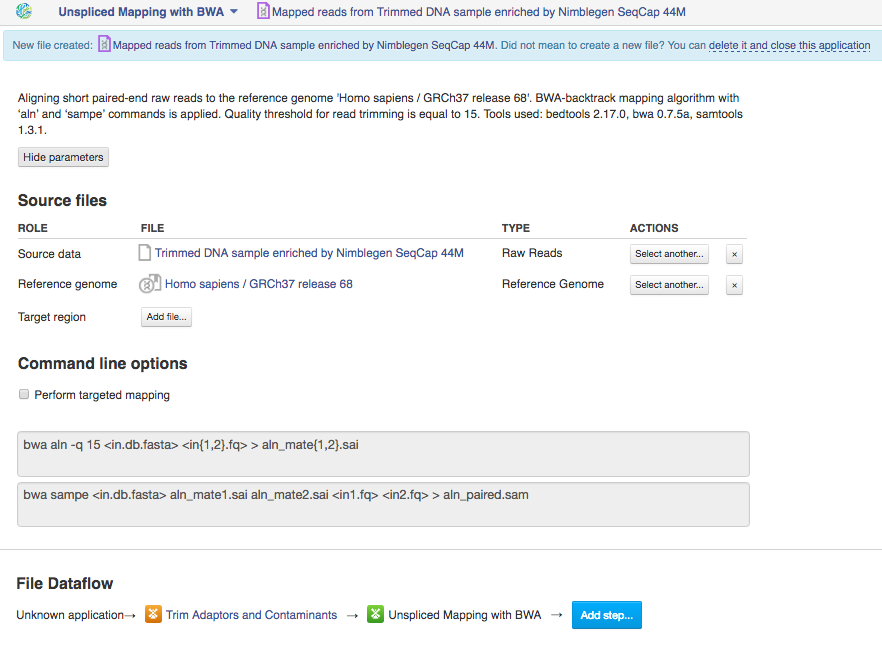 Unspliced Mapping with BWA Mapped reads from Trimmed DNA sample enriched by Nimblegen SeqCap 44M
New file created: Mapped reads from Trimmed DNA sample enriched by Nimblegen SeqCap 44M. Did not mean to create a new file? You can delete it and close this application
Aligning short paired-end raw reads to the reference genome 'Homo sapiens / GRCh37 release 68'. BWA-backtrack mapping algorithm with
‘aln’ and ‘sampe’ commands is applied. Quality threshold for read trimming is equal to 15. Tools used: bedtools 2.17.0, bwa 0.7.5a, samtools
1.3.1.
Hide parameters
Source files
ROLE FILE TYPE ACTIONS
Source data Trimmed DNA sample enriched by Nimblegen SeqCap 44M Raw Reads Select another... ×
Reference genome Homo sapiens / GRCh37 release 68 Reference Genome Select another... ×
Target region Add file...
Command line options
Perform targeted mapping
bwa aln -q 15 <in.db.fasta> <in{1,2}.fq> > aln_mate{1,2}.sai
bwa sampe <in.db.fasta> aln_mate1.sai aln_mate2.sai <in1.fq> <in2.fq> > aln_paired.sam
File Dataflow
Unknown application→ Trim Adaptors and Contaminants → Unspliced Mapping with BWA → Add step...